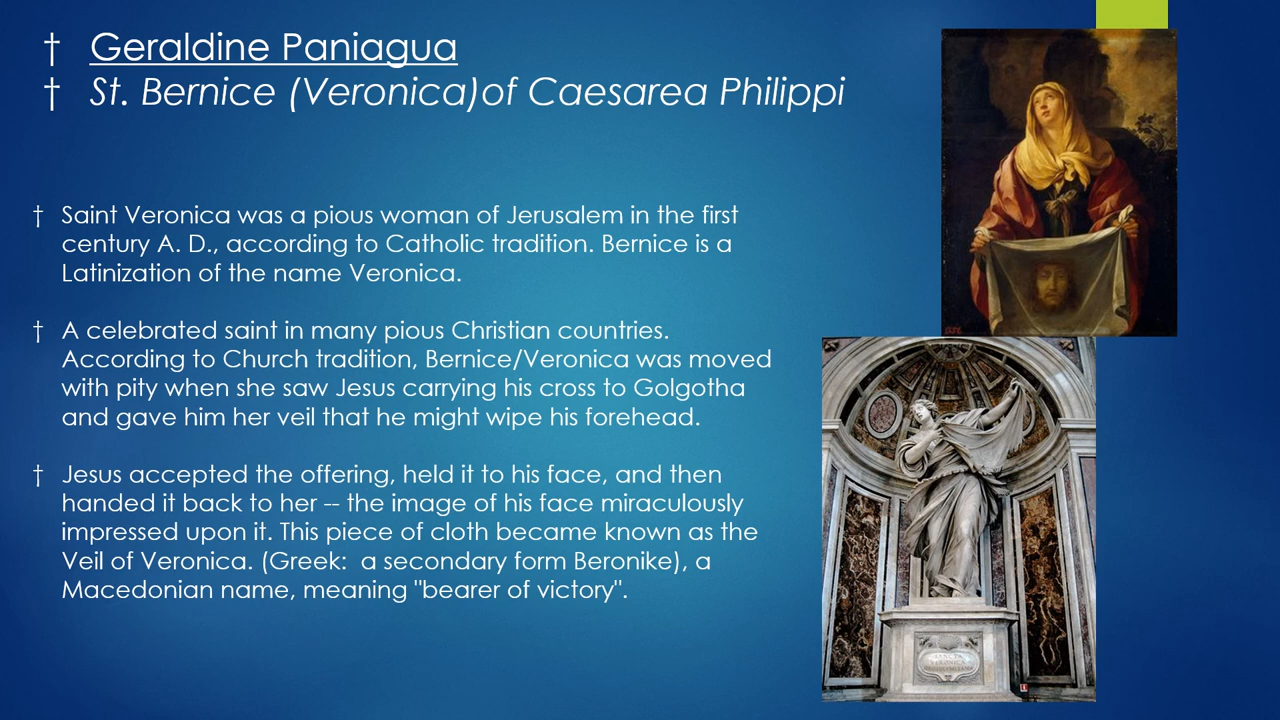 † Geraldine Paniagua
† St. Bernice (Veronica)of Caesarea Philippi
† Saint Veronica was a pious woman of Jerusalem in the first
century A. D., according to Catholic tradition. Bernice is a
Latinization of the name Veronica.
† A celebrated saint in many pious Christian countries.
According to Church tradition, Bernice/Veronica was moved
with pity when she saw Jesus carrying his cross to Golgotha
and gave him her veil that he might wipe his forehead.
† Jesus accepted the offering, held it to his face, and then
handed it back to her -- the image of his face miraculously
impressed upon it. This piece of cloth became known as the
Veil of Veronica. (Greek:  a secondary form Beronike), a
Macedonian name, meaning "bearer of victory".
VERONICA